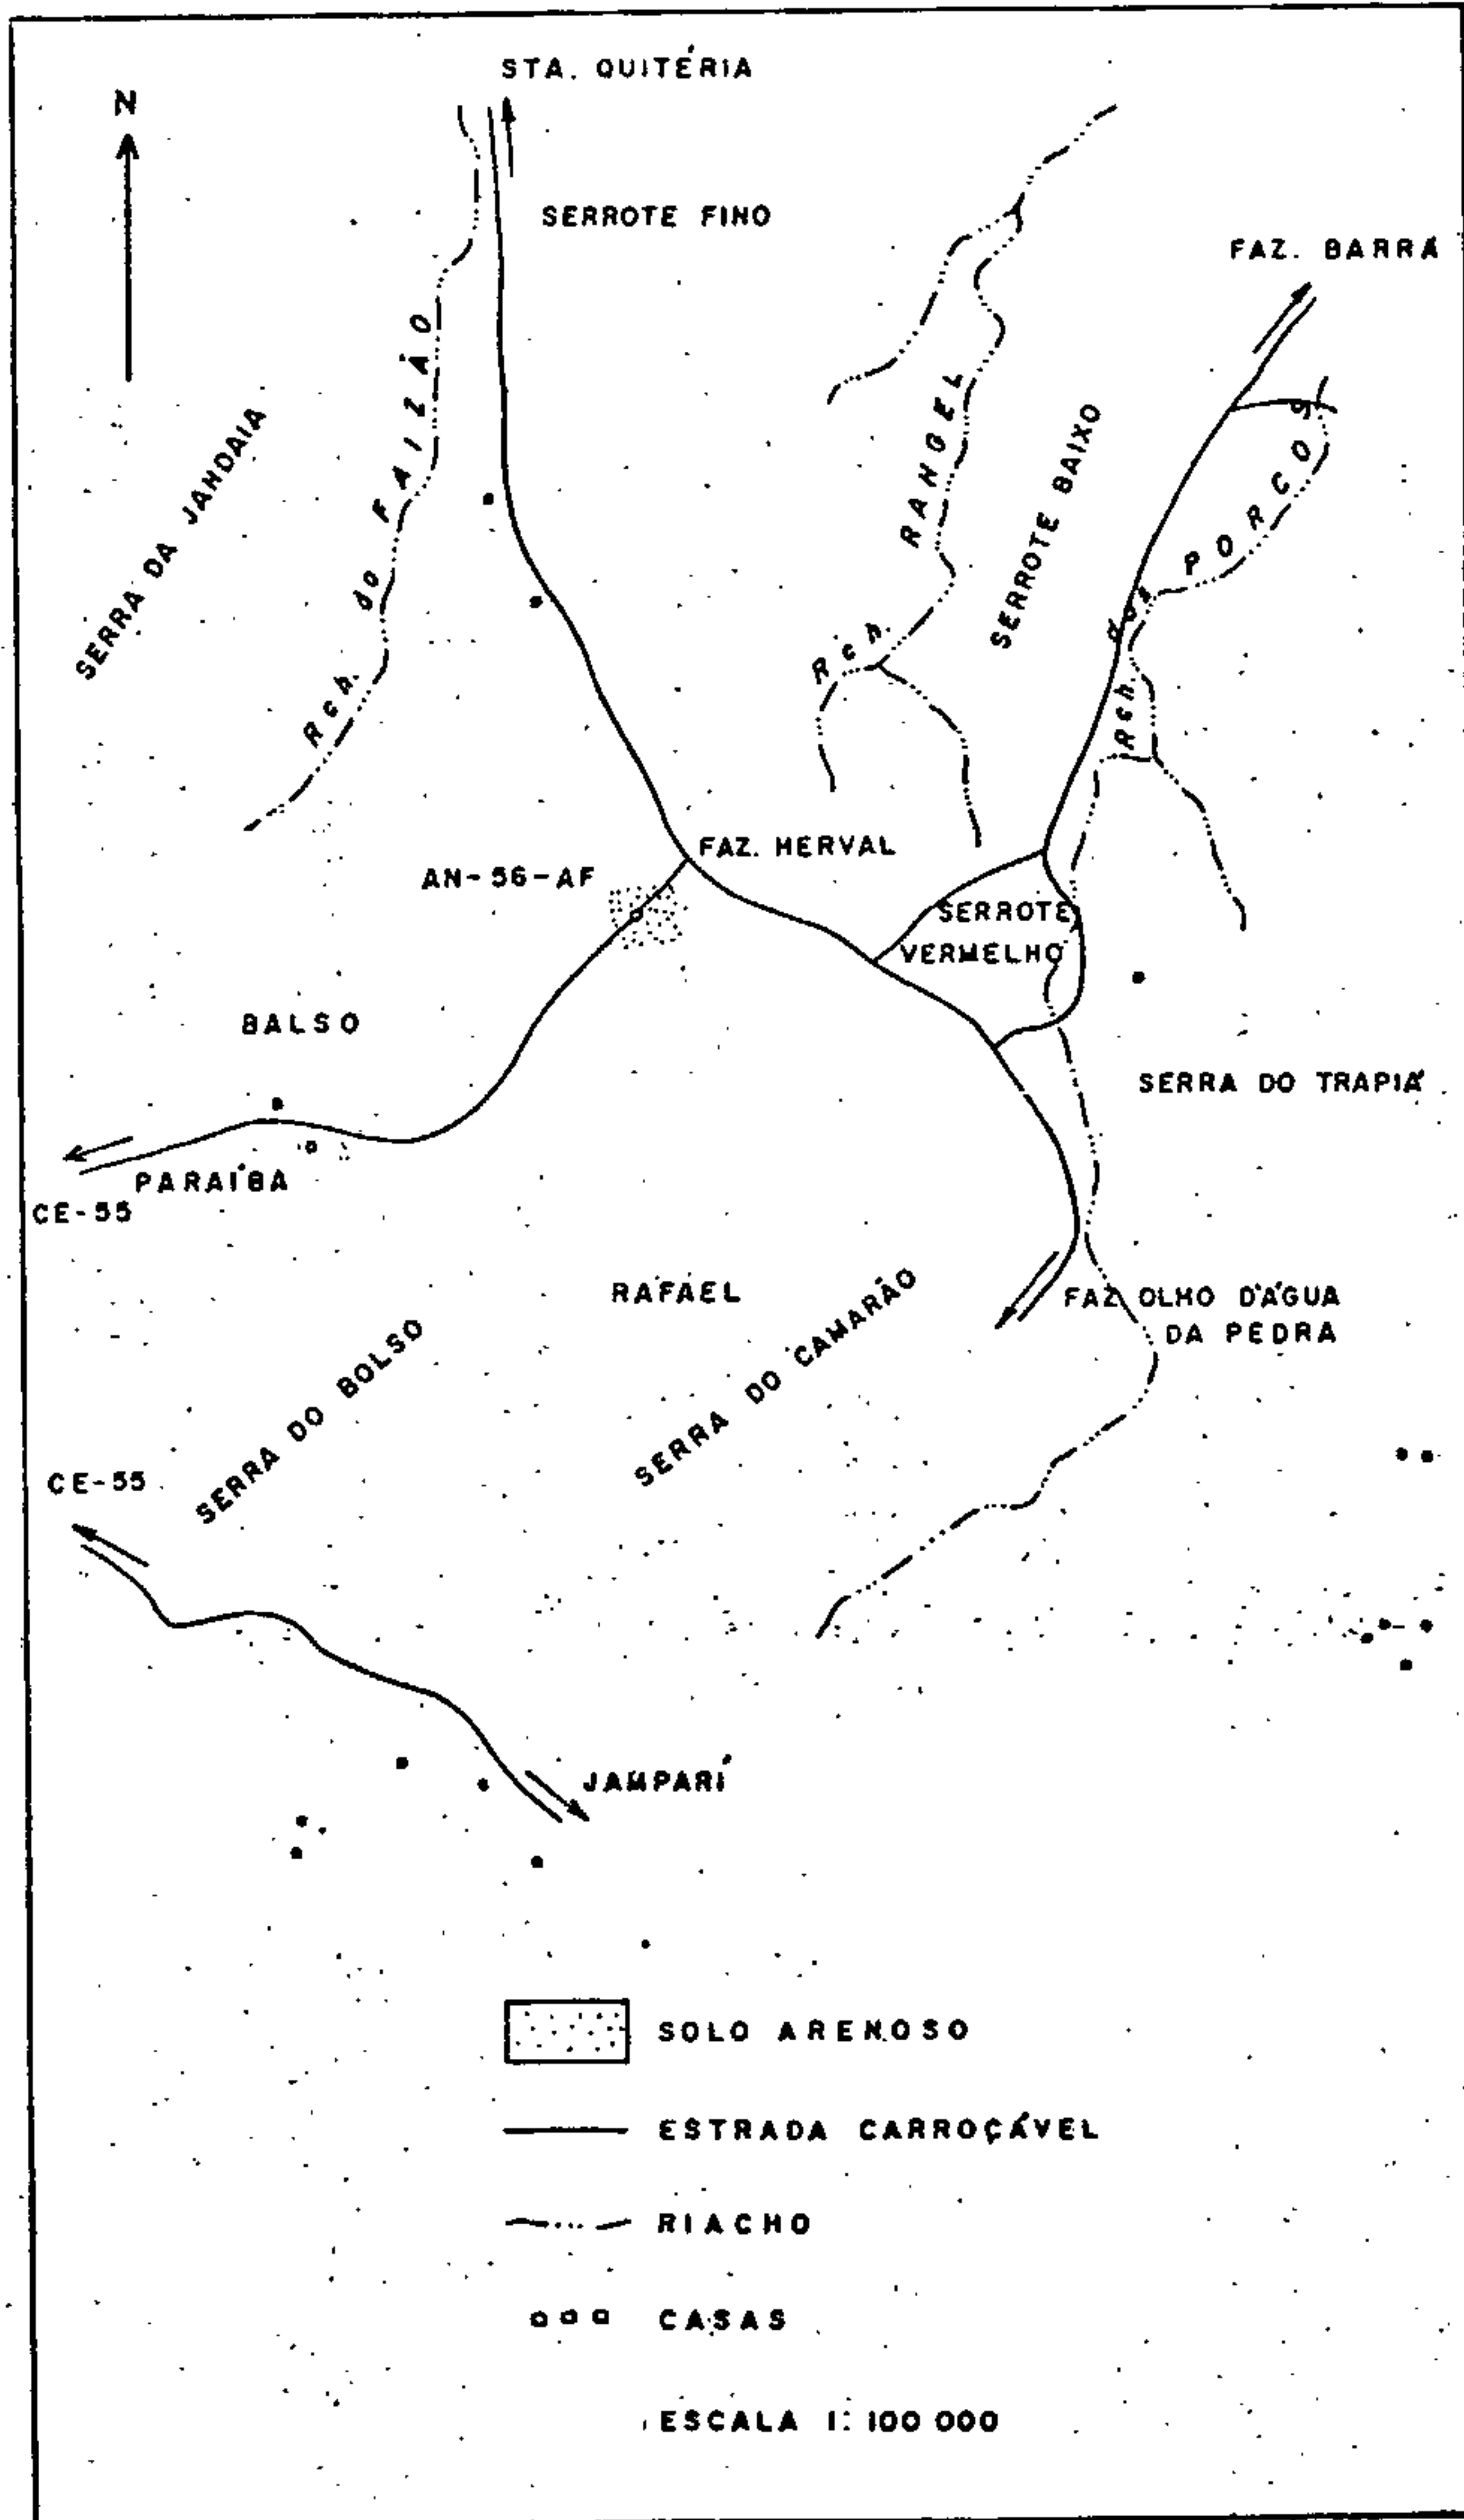 STA. QUITÉRIA
N
SERROTE FINO
FAZ. BARRA
SERRA DA JANDAIA
Rch. do FAIZÃO
Rch. RANGEL
SERROTE BAIXO
Rch. dos PORCOS
FAZ. HERVAL
AN-56-AF
SERROTE
VERMELHO
BALSO
SERRA DO TRAPIÁ
PARAÍBA
CE-55
RAFAEL
SERRA DO CAMARÃO
FAZ OLHO D'ÁGUA
DA PEDRA
SERRA DO BOLSO
CE-55
JAMPARÍ
SOLO ARENOSO
ESTRADA CARROÇÁVEL
RIACHO
CASAS
ESCALA 1: 100 000